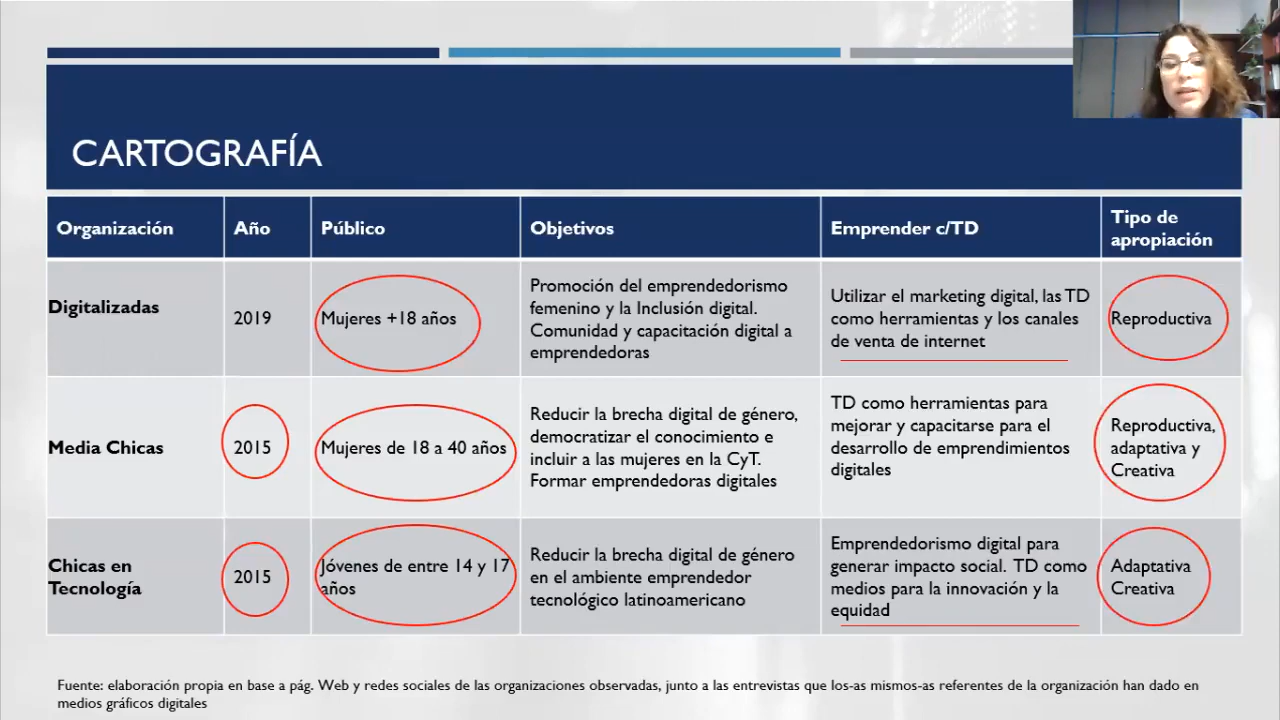 CARTOGRAFÍA
Organización
Año
Público
Objetivos
Emprender c/TD
Tipo de
apropiación
Digitalizadas
2019
Mujeres +18 años
Promoción del emprendedorismo
femenino y la Inclusión digital.
Comunidad y capacitación digital a
emprendedoras
Utilizar el marketing digital, las TD
como herramientas y los canales
de venta de internet
Reproductiva
Media Chicas
2015
Mujeres de 18 a 40 años
Reducir la brecha digital de género,
democratizar el conocimiento e
incluir a las mujeres en la CyT.
Formar emprendedoras digitales
TD como herramientas para
mejorar y capacitarse para el
desarrollo de emprendimientos
digitales
Reproductiva,
adaptativa y
Creativa
Chicas en
Tecnología
2015
Jóvenes de entre 14 y 17
años
Reducir la brecha digital de género
en el ambiente emprendedor
tecnológico latinoamericano
Emprendedorismo digital para
generar impacto social. TD como
medios para la innovación y la
equidad
Adaptativa
Creativa
Fuente: elaboración propia en base a pág. Web y redes sociales de las organizaciones observadas, junto a las entrevistas que los-as mismos-as referentes de la organización han dado en
medios gráficos digitales